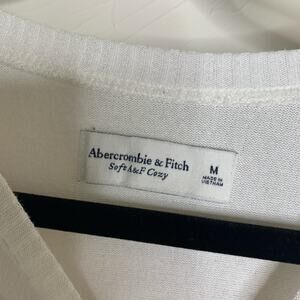 Abercrombie & Fitch
Soft A&F Cozy
M
MADE IN
VIETNAM